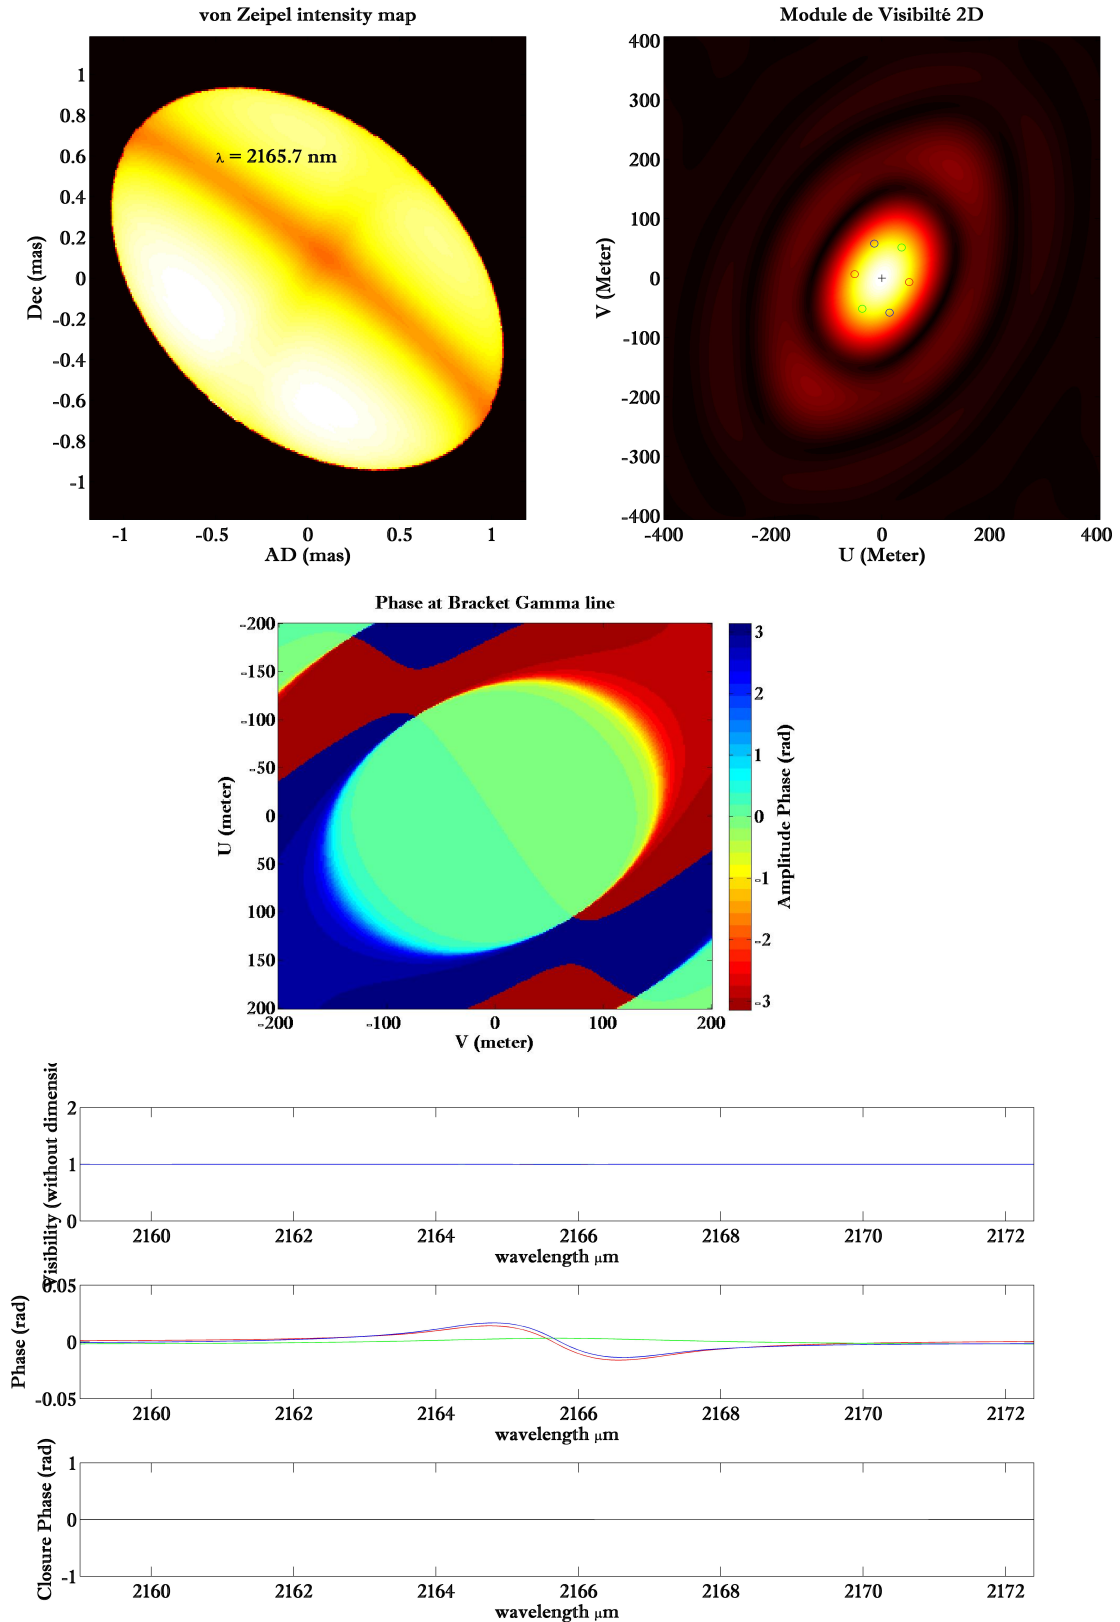 von Zeipel intensity map
λ = 2165.7 nm
1
0.8
0.6
0.4
0.2
0
-0.2
-0.4
-0.6
-0.8
-1
Dec (mas)
-1 -0.5 0 0.5 1
AD (mas)
Module de Visibilté 2D
400
300
200
100
0
-100
-200
-300
-400
V (Meter)
-400 -200 0 200 400
U (Meter)
Phase at Bracket Gamma line
-200
-150
-100
-50
0
50
100
150
200
U (meter)
-200 -100 0 100 200
V (meter)
3
2
1
0
-1
-2
-3
Amplitude Phase (rad)
Visibility (without dimensio
2
1
0
2160 2162 2164 2166 2168 2170 2172
wavelength μm
Phase (rad)
0.05
0
-0.05
2160 2162 2164 2166 2168 2170 2172
wavelength μm
Closure Phase (rad)
1
0
-1
2160 2162 2164 2166 2168 2170 2172
wavelength μm